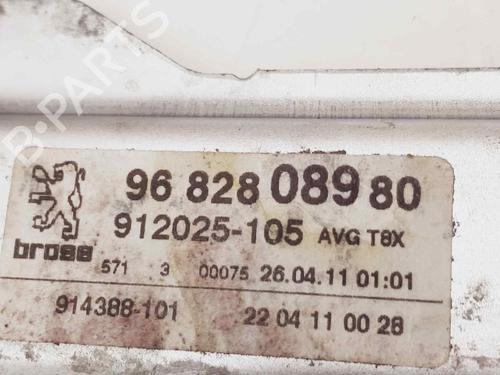 B-PARTS
96 828 089 80
912025-105 AVG T8X
brose
571 3 00075 26.04.11 01:01
914388-101 22 04 11 00 28